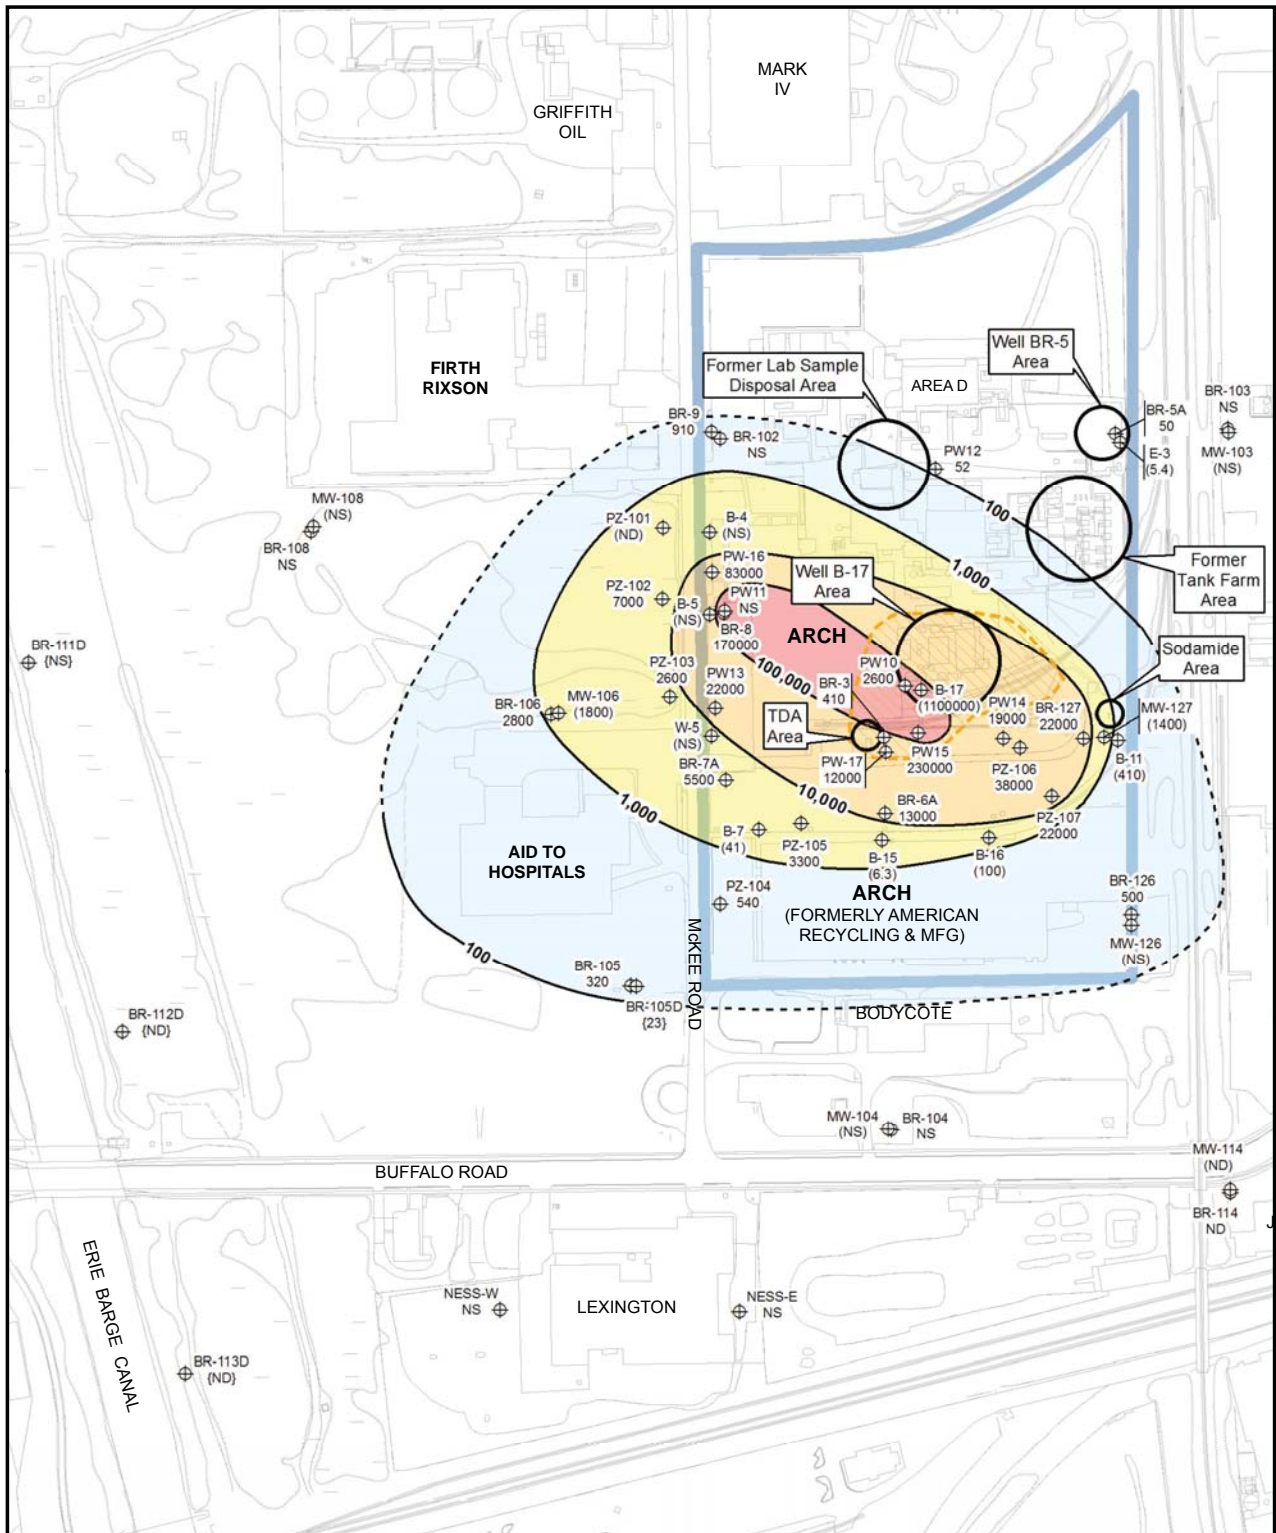 MARK
IV
GRIFFITH
OIL
FIRTH
RIXSON
Former Lab Sample
Disposal Area
AREA D
Well BR-5
Area
BR-103
NS
MW-103
(NS)
BR-5A
50
E-3
(5.4)
BR-9
910
BR-102
NS
PW12
52
100
MW-108
(NS)
BR-108
NS
PZ-101
(ND)
B-4
(NS)
PW-16
83000
Well B-17
Area
1,000
Former
Tank Farm
Area
PZ-102
7000
B-5
(NS)
PW11
NS
BR-8
170000
ARCH
Sodamide
Area
BR-111D
{NS}
PZ-103
2600
PW13
22000
100,000
BR-3
410
PW10
2600
B-17
(1100000)
PW14
19000
BR-127
22000
MW-127
(1400)
BR-106
2800
MW-106
(1800)
W-5
(NS)
TDA
Area
PW-17
12000
PW15
230000
PZ-106
38000
B-11
(410)
BR-7A
5500
10,000
BR-6A
13000
PZ-107
22000
1,000
B-7
(41)
PZ-105
3300
B-15
(6.3)
B-16
(100)
AID TO
HOSPITALS
PZ-104
540
ARCH
(FORMERLY AMERICAN
RECYCLING & MFG)
BR-126
500
MW-126
(NS)
100
BR-105
320
BR-105D
{23}
McKEE ROAD
BODYCOTE
BR-112D
{ND}
MW-104
(NS)
BR-104
NS
BUFFALO ROAD
MW-114
(ND)
BR-114
ND
J
ERIE BARGE CANAL
NESS-W
NS
LEXINGTON
NESS-E
NS
BR-113D
{ND}